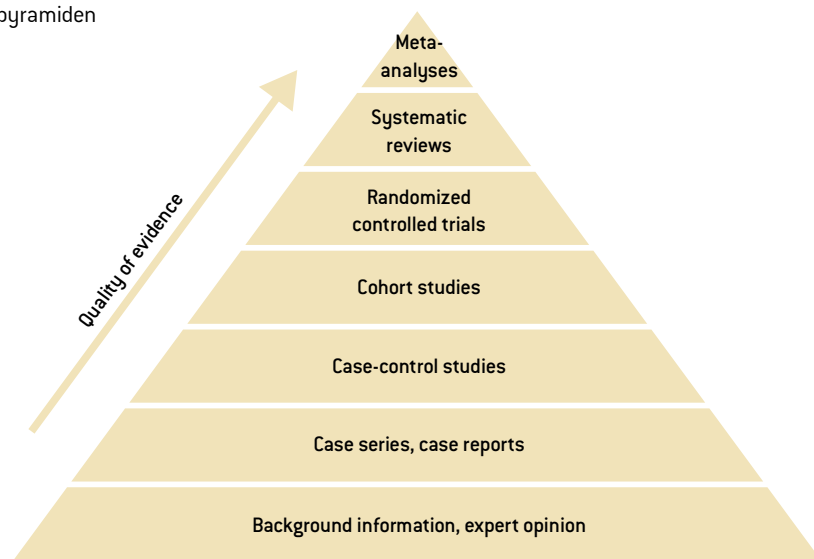 pyramiden
Meta-
analyses
Systematic
reviews
Randomized
controlled trials
Quality of evidence
Cohort studies
Case-control studies
Case series, case reports
Background information, expert opinion